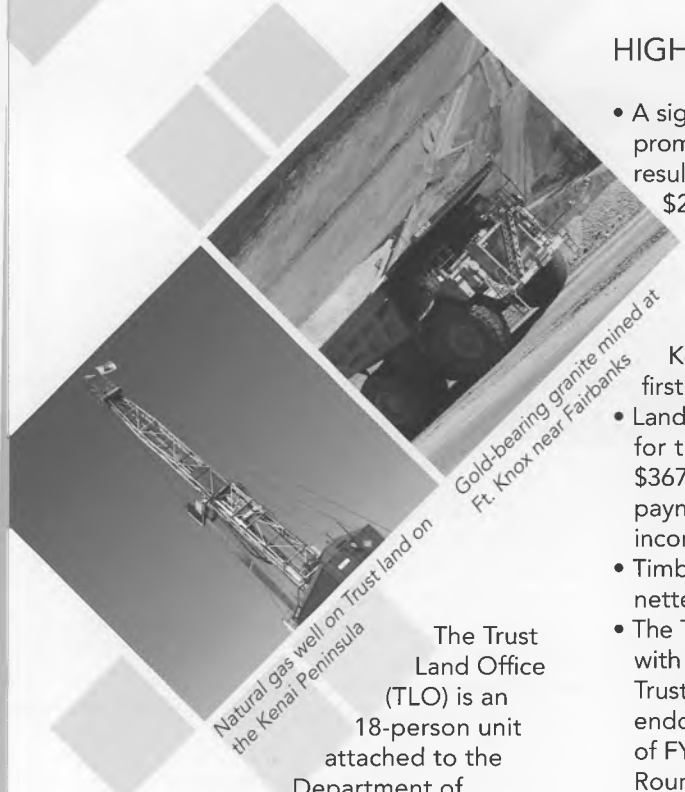 Gold-bearing granite mined at
Ft. Knox near Fairbanks
Natural gas well on Trust land on
the Kenai Peninsula
The Trust
Land Office
(TLO) is an
18-person unit
attached to the
Department of
HIGH
• A sig
prom
resul
$2
K
first
• Land
for t
$367
payn
incor
• Timb
nette
• The T
with
Trust
endo
of FY
Roun